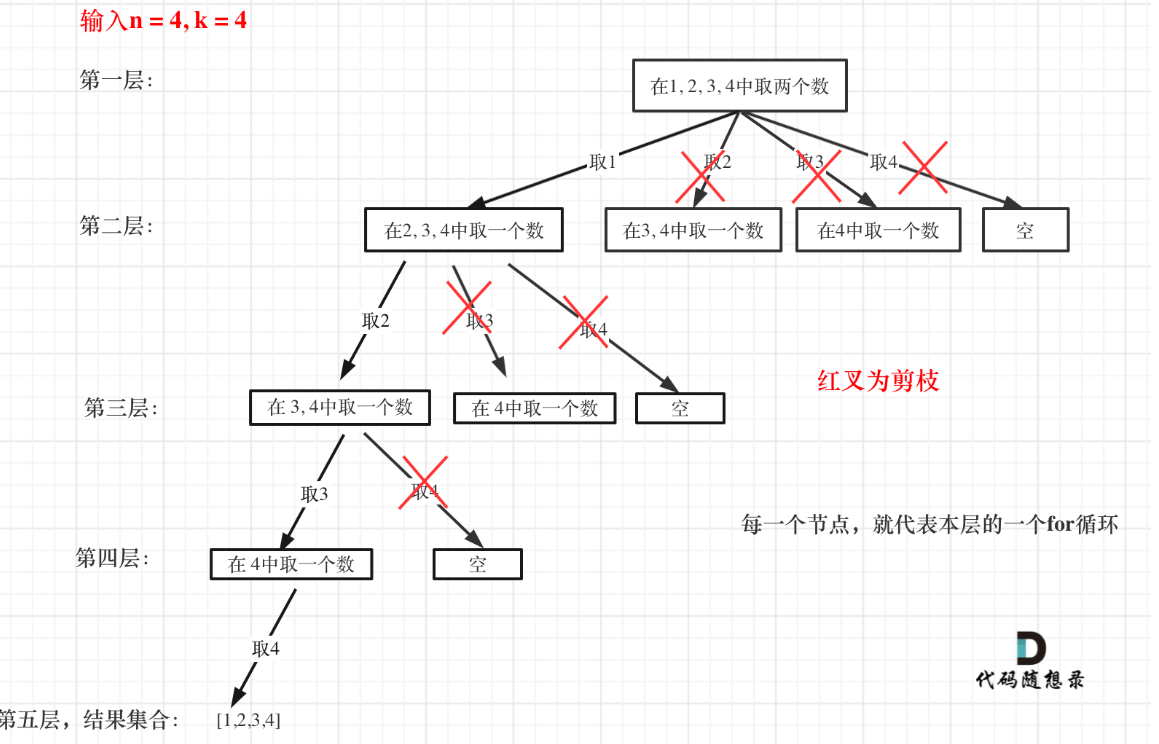 输入n = 4, k = 4
第一层：
在1, 2, 3, 4中取两个数
取1
取2
取3
取4
第二层：
在2, 3, 4中取一个数
在3, 4中取一个数
在4中取一个数
空
取2
取3
取4
红叉为剪枝
第三层：
在 3, 4中取一个数
在 4中取一个数
空
取3
取4
每一个节点，就代表本层的一个for循环
第四层：
在 4中取一个数
空
取4
代码随想录
第五层，结果集合：
[1,2,3,4]